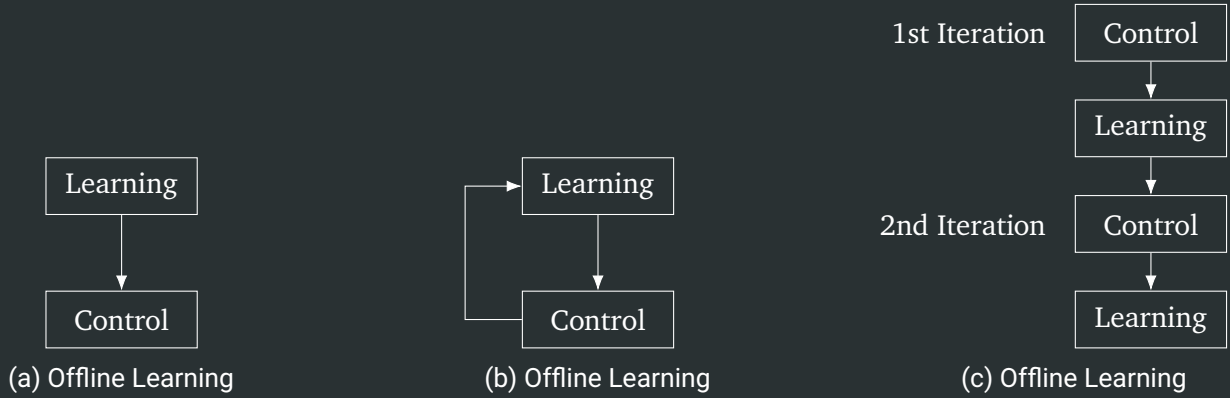 Learning
Control
(a) Offline Learning
Learning
Control
(b) Offline Learning
1st Iteration
Control
Learning
2nd Iteration
Control
Learning
(c) Offline Learning